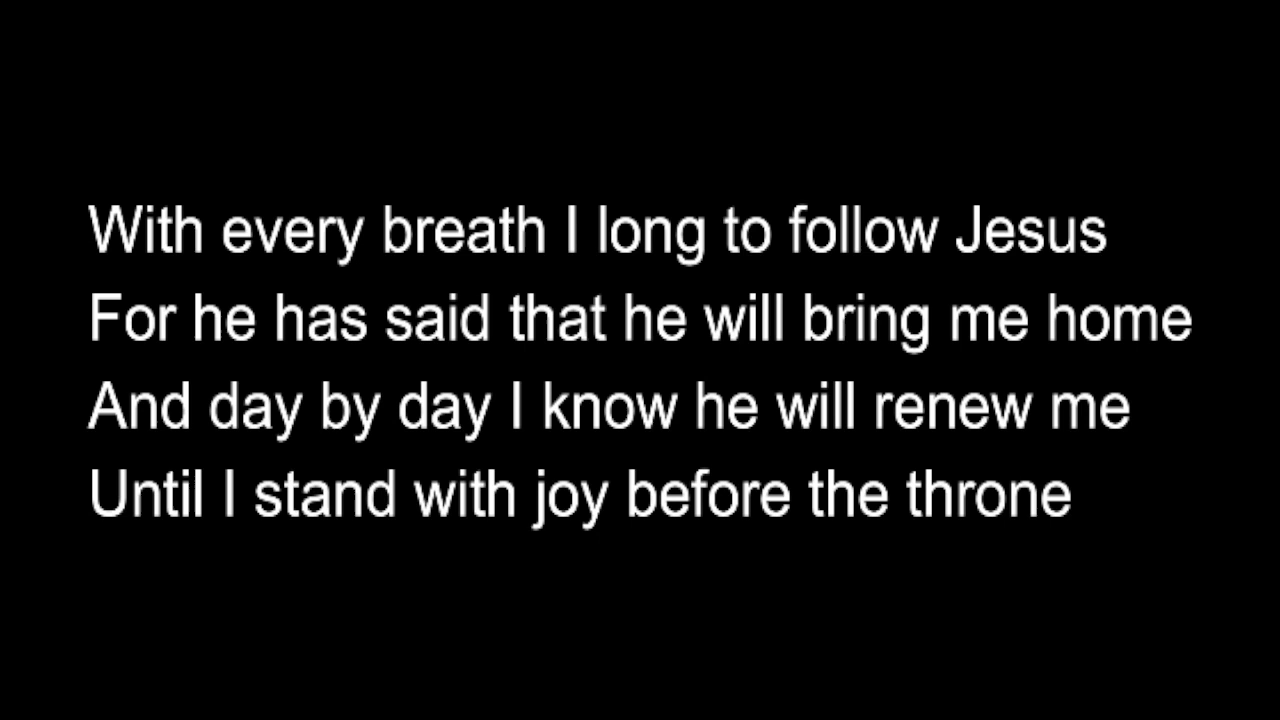 With every breath I long to follow Jesus
For he has said that he will bring me home
And day by day I know he will renew me
Until I stand with joy before the throne